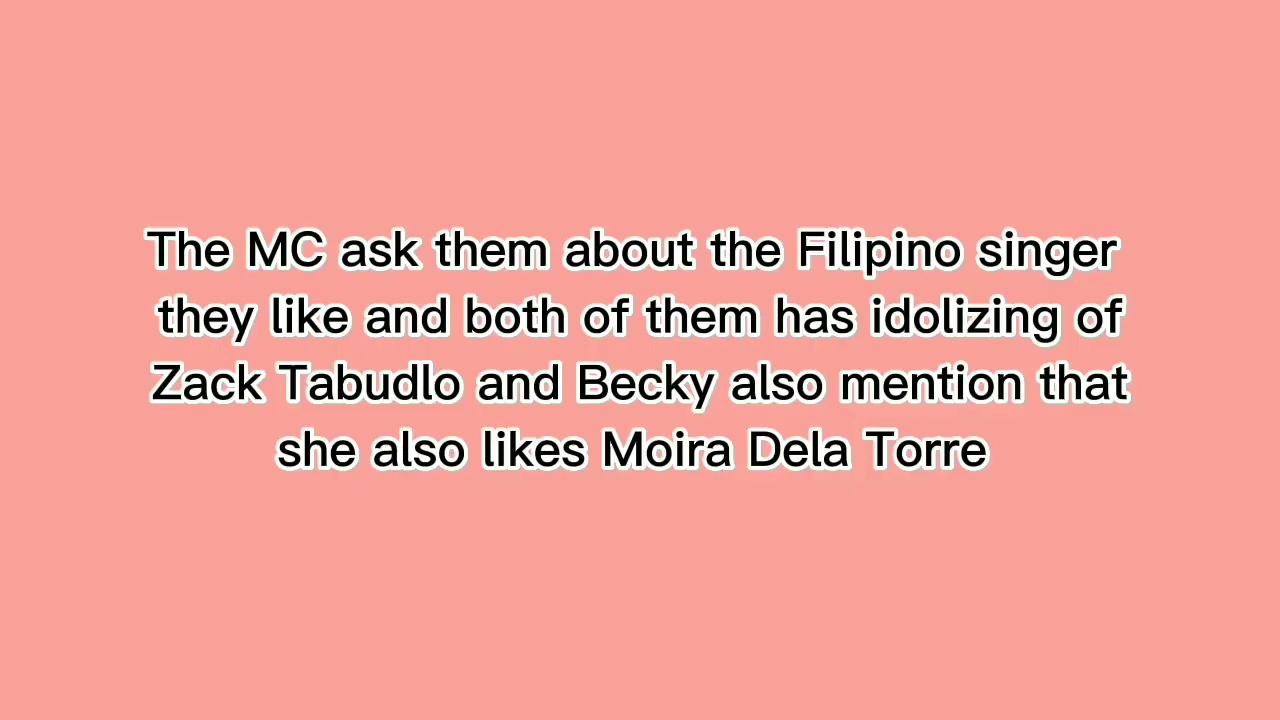 The MC ask them about the Filipino singer
they like and both of them has idolizing of
Zack Tabudlo and Becky also mention that
she also likes Moira Dela Torre